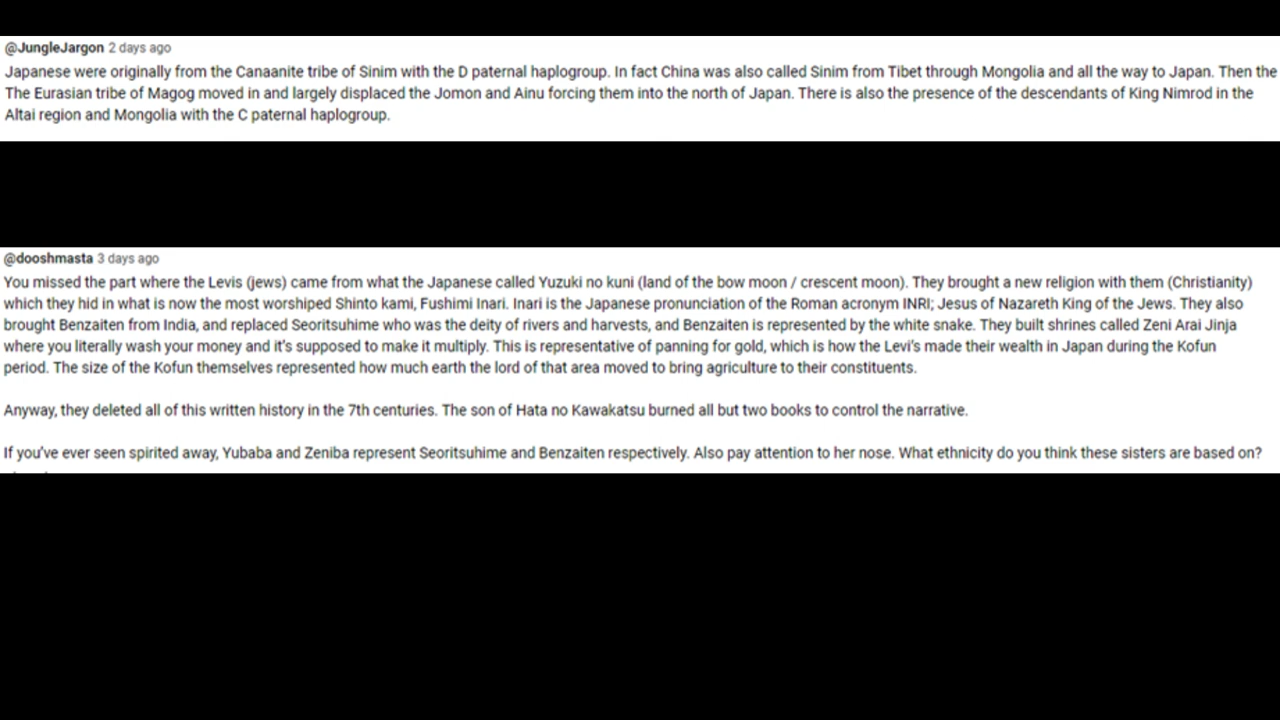 @JungleJargon 2 days ago
Japanese were originally from the Canaanite tribe of Sinim with the D paternal haplogroup. In fact China was also called Sinim from Tibet through Mongolia and all the way to Japan. Then the
The Eurasian tribe of Magog moved in and largely displaced the Jomon and Ainu forcing them into the north of Japan. There is also the presence of the descendants of King Nimrod in the
Altai region and Mongolia with the C paternal haplogroup.
@dooshmasta 3 days ago
You missed the part where the Levis (jews) came from what the Japanese called Yuzuki no kuni (land of the bow moon / crescent moon). They brought a new religion with them (Christianity)
which they hid in what is now the most worshiped Shinto kami, Fushimi Inari. Inari is the Japanese pronunciation of the Roman acronym INRI; Jesus of Nazareth King of the Jews. They also
brought Benzaiten from India, and replaced Seoritsuhime who was the deity of rivers and harvests, and Benzaiten is represented by the white snake. They built shrines called Zeni Arai Jinja
where you literally wash your money and it's supposed to make it multiply. This is representative of panning for gold, which is how the Levi's made their wealth in Japan during the Kofun
period. The size of the Kofun themselves represented how much earth the lord of that area moved to bring agriculture to their constituents.
Anyway, they deleted all of this written history in the 7th centuries. The son of Hata no Kawakatsu burned all but two books to control the narrative.
If you've ever seen spirited away, Yubaba and Zeniba represent Seoritsuhime and Benzaiten respectively. Also pay attention to her nose. What ethnicity do you think these sisters are based on?